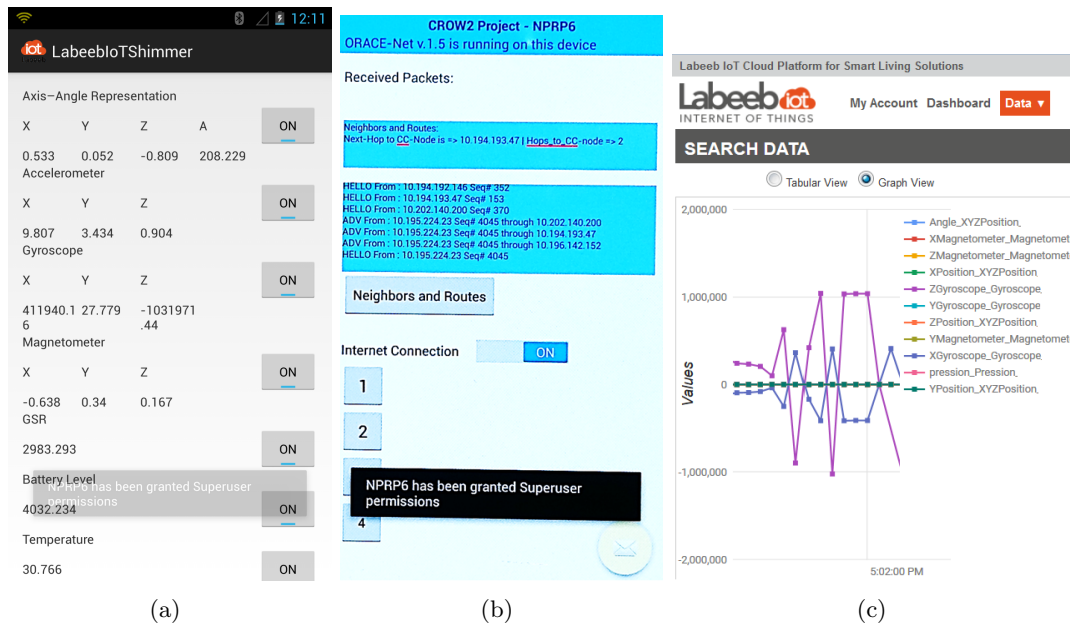 12:11
iot LabeebIoTShimmer
Axis–Angle Representation
X Y Z A ON
0.533 0.052 -0.809 208.229
Accelerometer
X Y Z ON
9.807 3.434 0.904
Gyroscope
X Y Z ON
411940.1 27.779 -1031971
6 .44
Magnetometer
X Y Z ON
-0.638 0.34 0.167
GSR
2983.293 ON
Battery Level
NPRP6 has been granted Superuser
permissions
4032.234 ON
Temperature
30.766 ON
(a)
CROW2 Project - NPRP6
ORACE-Net v.1.5 is running on this device
Received Packets:
Neighbors and Routes:
Next-Hop to CC-Node is => 10.194.193.47 | Hops_to_CC-node => 2
HELLO From : 10.194.192.146 Seq# 352
HELLO From : 10.194.193.47 Seq# 153
HELLO From : 10.202.140.200 Seq# 370
ADV From : 10.195.224.23 Seq# 4045 through 10.202.140.200
ADV From : 10.195.224.23 Seq# 4045 through 10.194.193.47
ADV From : 10.195.224.23 Seq# 4045 through 10.196.142.152
HELLO From : 10.195.224.23 Seq# 4045
Neighbors and Routes
Internet Connection ON
1
2
NPRP6 has been granted Superuser
permissions
4
(b)
Labeeb IoT Cloud Platform for Smart Living Solutions
Labeeb iot
INTERNET OF THINGS
My Account Dashboard Data ▼
SEARCH DATA
Tabular View Graph View
2,000,000
1,000,000
0
-1,000,000
-2,000,000
Values
5:02:00 PM
Angle_XYZPosition.
XMagnetometer_Magnetomet
ZMagnetometer_Magnetomet
XPosition_XYZPosition
ZGyroscope_Gyroscope.
YGyroscope_Gyroscope
ZPosition_XYZPosition.
YMagnetometer_Magnetomet
XGyroscope_Gyroscope.
pression_Pression.
YPosition_XYZPosition.
(c)